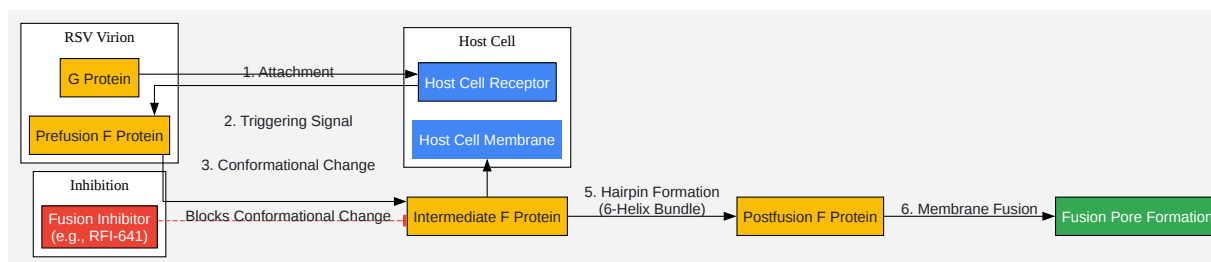 RSV Virion
G Protein
Prefusion F Protein
1. Attachment
2. Triggering Signal
3. Conformational Change
Host Cell
Host Cell Receptor
Host Cell Membrane
Inhibition
Fusion Inhibitor
(e.g., RFI-641)
Blocks Conformational Change
Intermediate F Protein
5. Hairpin Formation
(6-Helix Bundle)
Postfusion F Protein
6. Membrane Fusion
Fusion Pore Formation